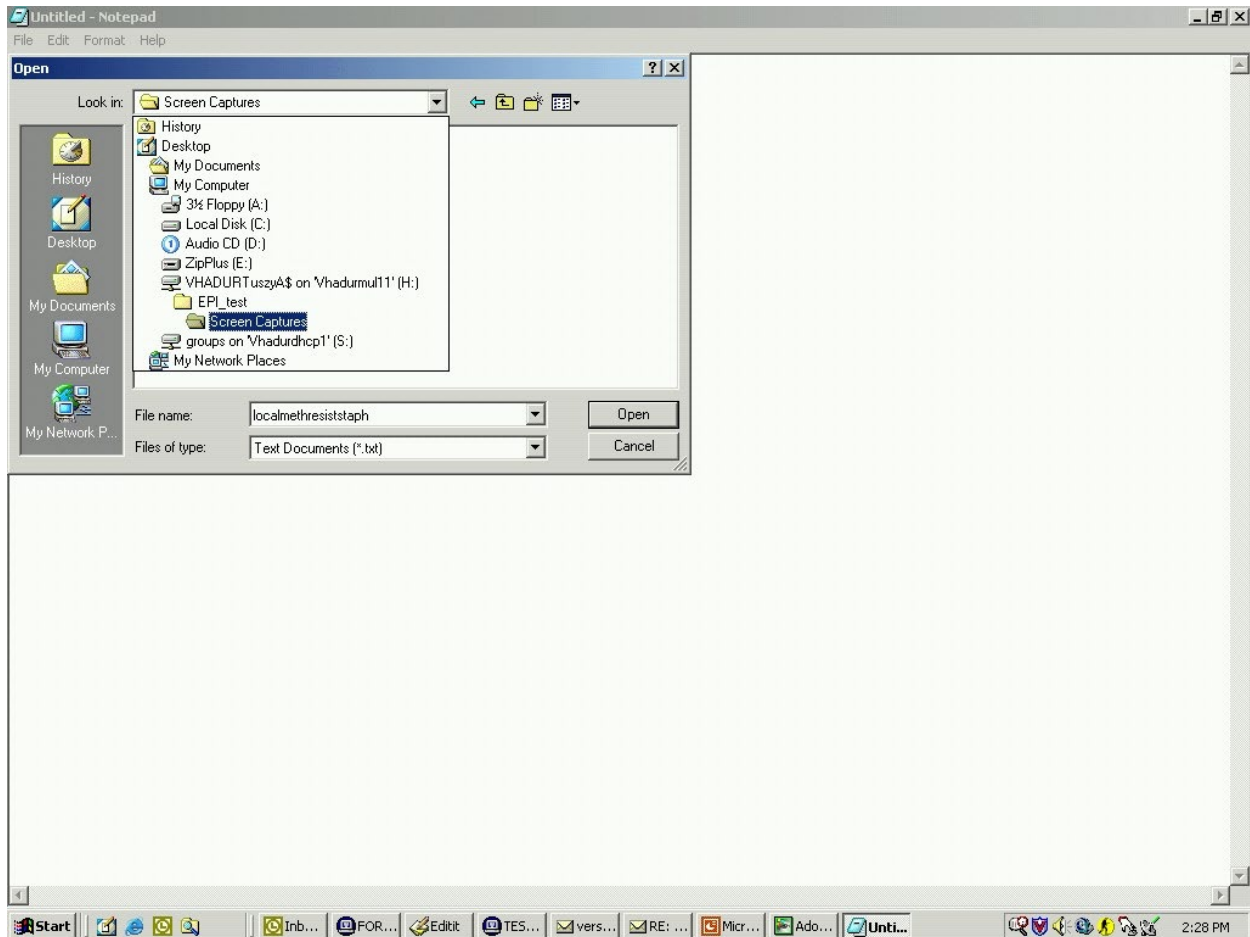 Untitled - Notepad
File Edit Format Help
Open
Look in: Screen Captures
History
Desktop
My Documents
My Computer
3½ Floppy (A:)
Local Disk (C:)
Audio CD (D:)
ZipPlus (E:)
VHADURTuszyA$ on 'Vhadurmul11' (H:)
EPI_test
Screen Captures
groups on 'Vhadurdhcp1' (S:)
My Network Places
History
Desktop
My Documents
My Computer
My Network P...
File name: localmethresiststaph Open
Files of type: Text Documents (*.txt) Cancel
Start Inb... FOR... Editit TES... vers... RE: ... Micr... Ado... Unti... 2:28 PM